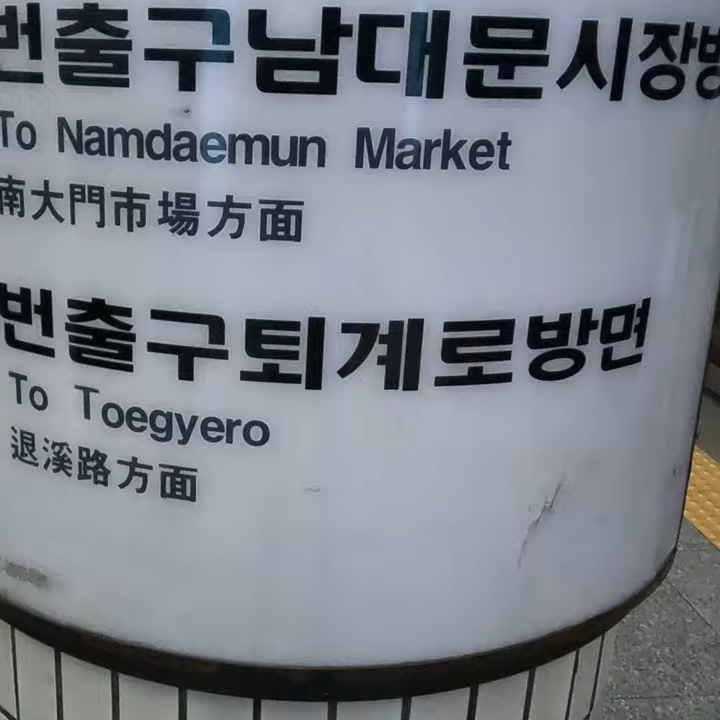 번출구남대문시장방
To Namdaemun Market
南大門市場方面
번출구퇴계로방면
To Toegyero
退溪路方面